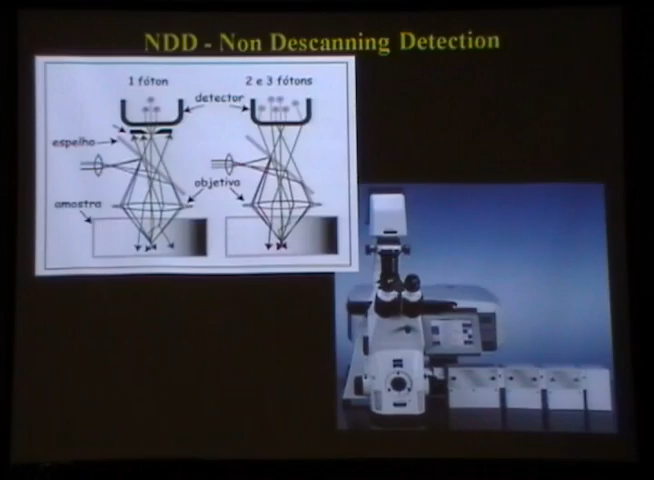 NDD - Non Descanning Detection
1 fóton
2 e 3 fótons
detector
espelho
objetiva
amostra